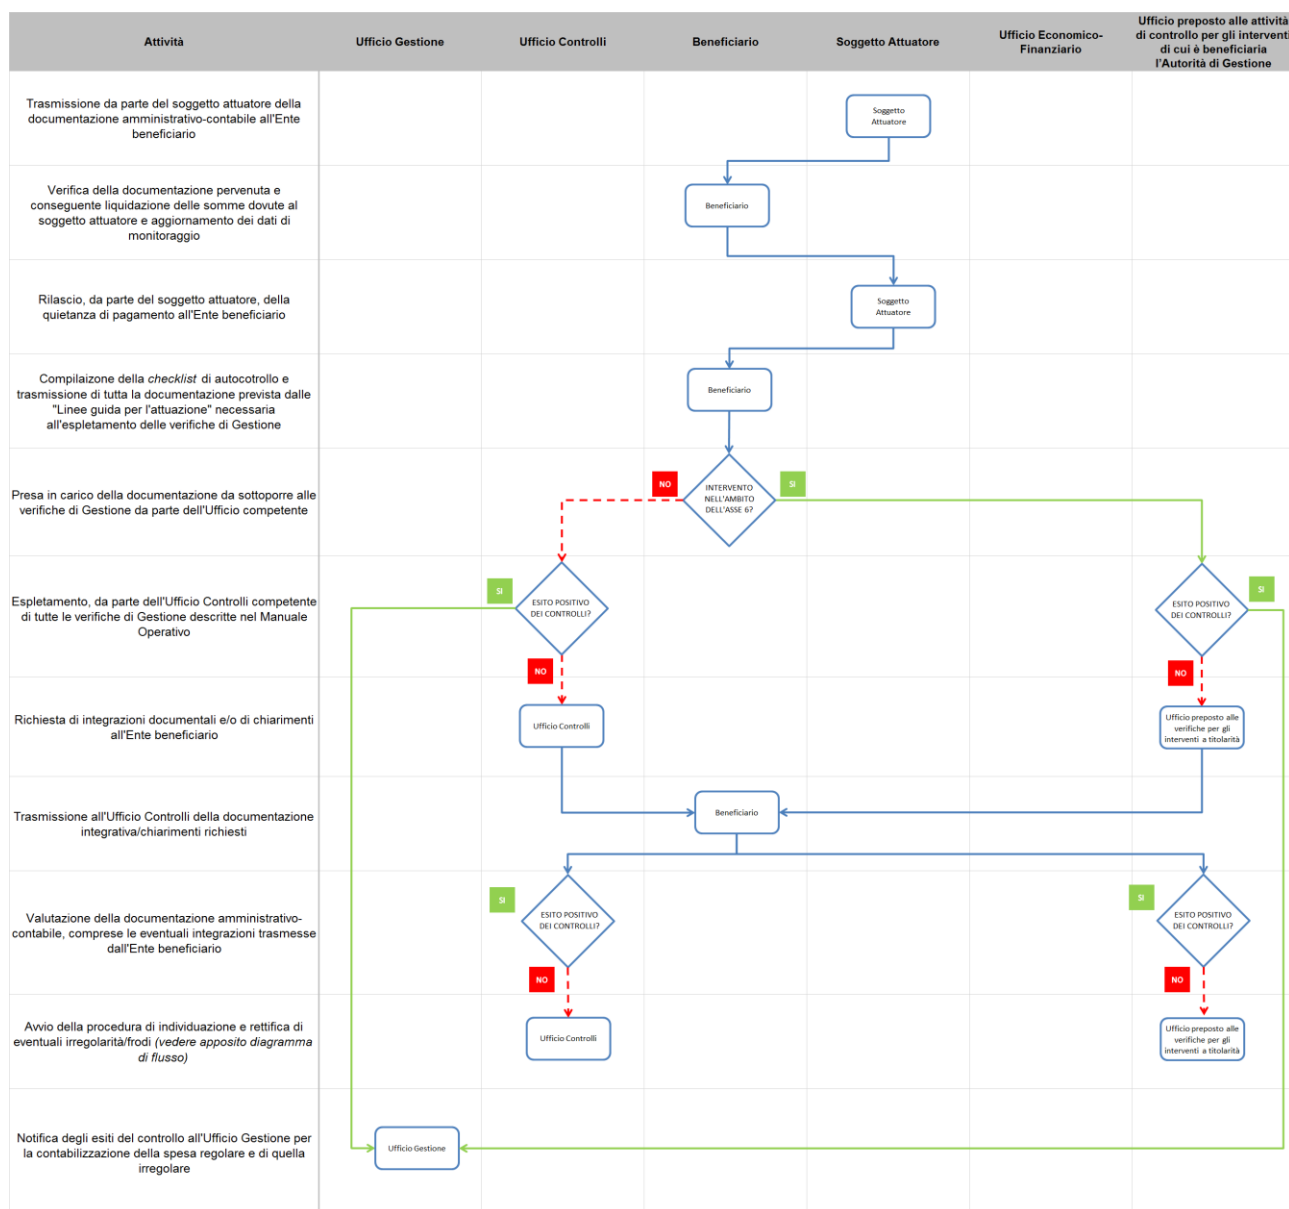 Attività
Ufficio Gestione
Ufficio Controlli
Beneficiario
Soggetto Attuatore
Ufficio Economico-
Finanziario
Ufficio preposto alle attività
di controllo per gli interventi
di cui è beneficiaria
l'Autorità di Gestione
Trasmissione da parte del soggetto attuatore della
documentazione amministrativo-contabile all'Ente
beneficiario
Soggetto
Attuatore
Verifica della documentazione pervenuta e
conseguente liquidazione delle somme dovute al
soggetto attuatore e aggiornamento dei dati di
monitoraggio
Beneficiario
Rilascio, da parte del soggetto attuatore, della
quietanza di pagamento all'Ente beneficiario
Soggetto
Attuatore
Compilaizone della checklist di autocotrollo e
trasmissione di tutta la documentazione prevista dalle
"Linee guida per l'attuazione" necessaria
all'espletamento delle verifiche di Gestione
Beneficiario
Presa in carico della documentazione da sottoporre alle
verifiche di Gestione da parte dell'Ufficio competente
NO
INTERVENTO
NELL'AMBITO
DELL'ASSE 6?
SI
Espletamento, da parte dell'Ufficio Controlli competente
di tutte le verifiche di Gestione descritte nel Manuale
Operativo
SI
ESITO POSITIVO
DEI CONTROLLI?
NO
ESITO POSITIVO
DEI CONTROLLI?
SI
NO
Richiesta di integrazioni documentali e/o di chiarimenti
all'Ente beneficiario
Ufficio Controlli
Ufficio preposto alle
verifiche per gli
interventi a titolarità
Trasmissione all'Ufficio Controlli della documentazione
integrativa/chiarimenti richiesti
Beneficiario
Valutazione della documentazione amministrativo-
contabile, comprese le eventuali integrazioni trasmesse
dall'Ente beneficiario
SI
ESITO POSITIVO
DEI CONTROLLI?
NO
SI
ESITO POSITIVO
DEI CONTROLLI?
NO
Avvio della procedura di individuazione e rettifica di
eventuali irregolarità/frodi (vedere apposito diagramma
di flusso)
Ufficio Controlli
Ufficio preposto alle
verifiche per gli
interventi a titolarità
Notifica degli esiti del controllo all'Ufficio Gestione per
la contabilizzazione della spesa regolare e di quella
irregolare
Ufficio Gestione